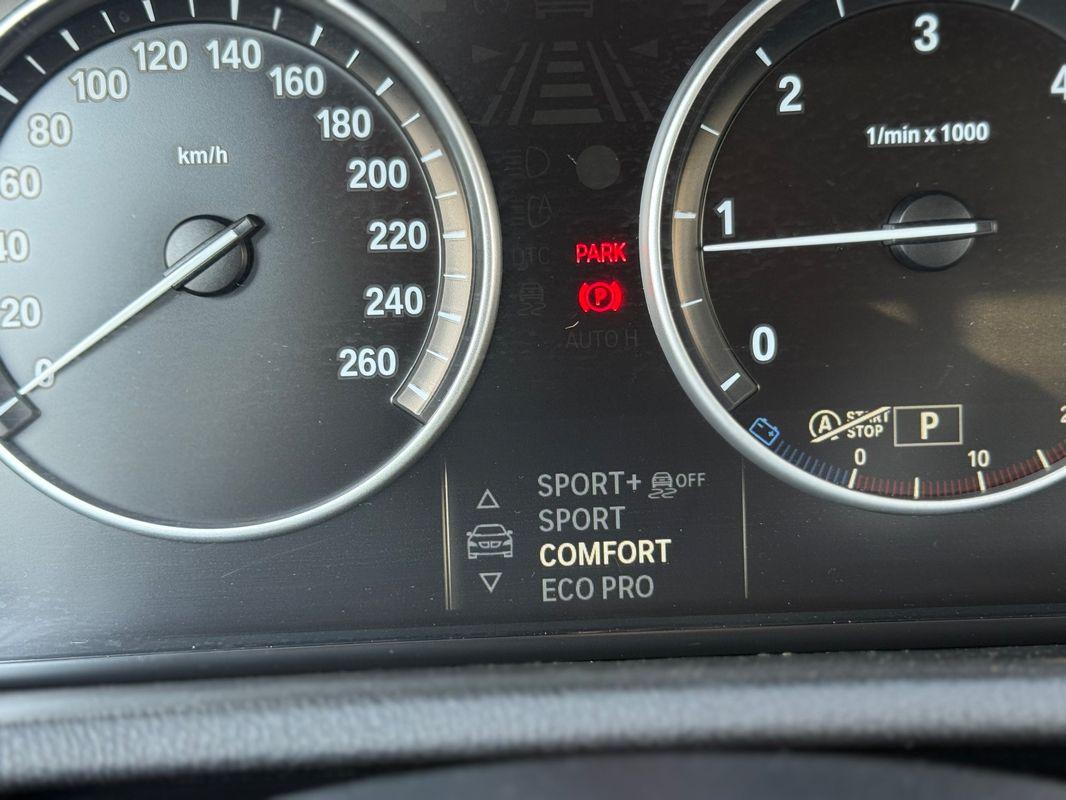 120 140
100 160
80 180
60 200
40 220
20 240
0 260
km/h
3
2 4
1/min x 1000
1
0
PARK
P
AUTO H
A START
STOP
P
0 10
SPORT+ OFF
SPORT
COMFORT
ECO PRO